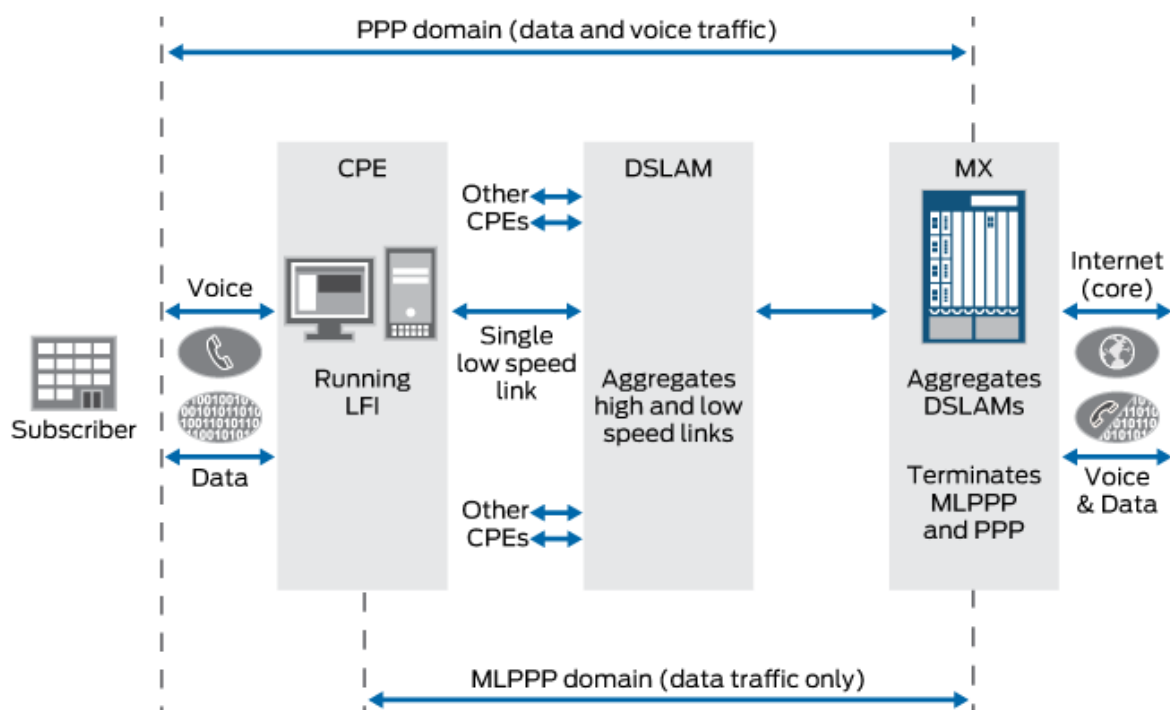 PPP domain (data and voice traffic)
CPE
DSLAM
MX
Other
CPEs
Voice
Internet
(core)
Single
low speed
link
Running
LFI
Aggregates
high and low
speed links
Aggregates
DSLAMs
Subscriber
Data
Other
CPEs
Terminates
MLPPP
and PPP
Voice
& Data
MLPPP domain (data traffic only)